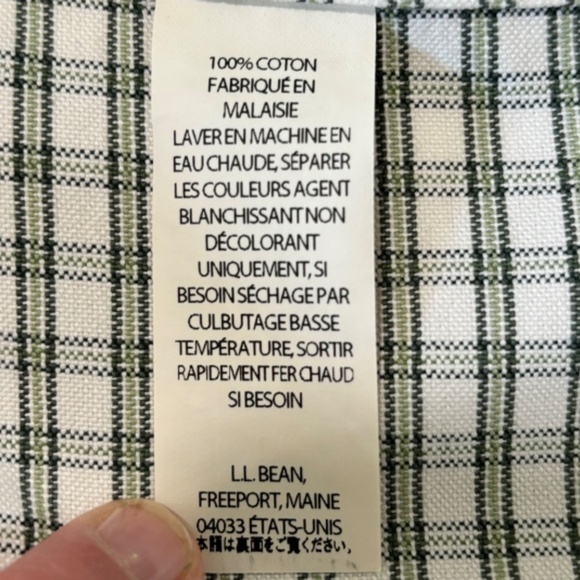 100% COTON
FABRIQUÉ EN
MALAISIE
LAVER EN MACHINE EN
EAU CHAUDE, SÉPARER
LES COULEURS AGENT
BLANCHISSANT NON
DÉCOLORANT
UNIQUEMENT, SI
BESOIN SÉCHAGE PAR
CULBUTAGE BASSE
TEMPÉRATURE, SORTIR
RAPIDEMENT FER CHAUD
SI BESOIN
L.L. BEAN,
FREEPORT, MAINE
04033 ÉTATS-UNIS
本語は裏面をご覧ください.